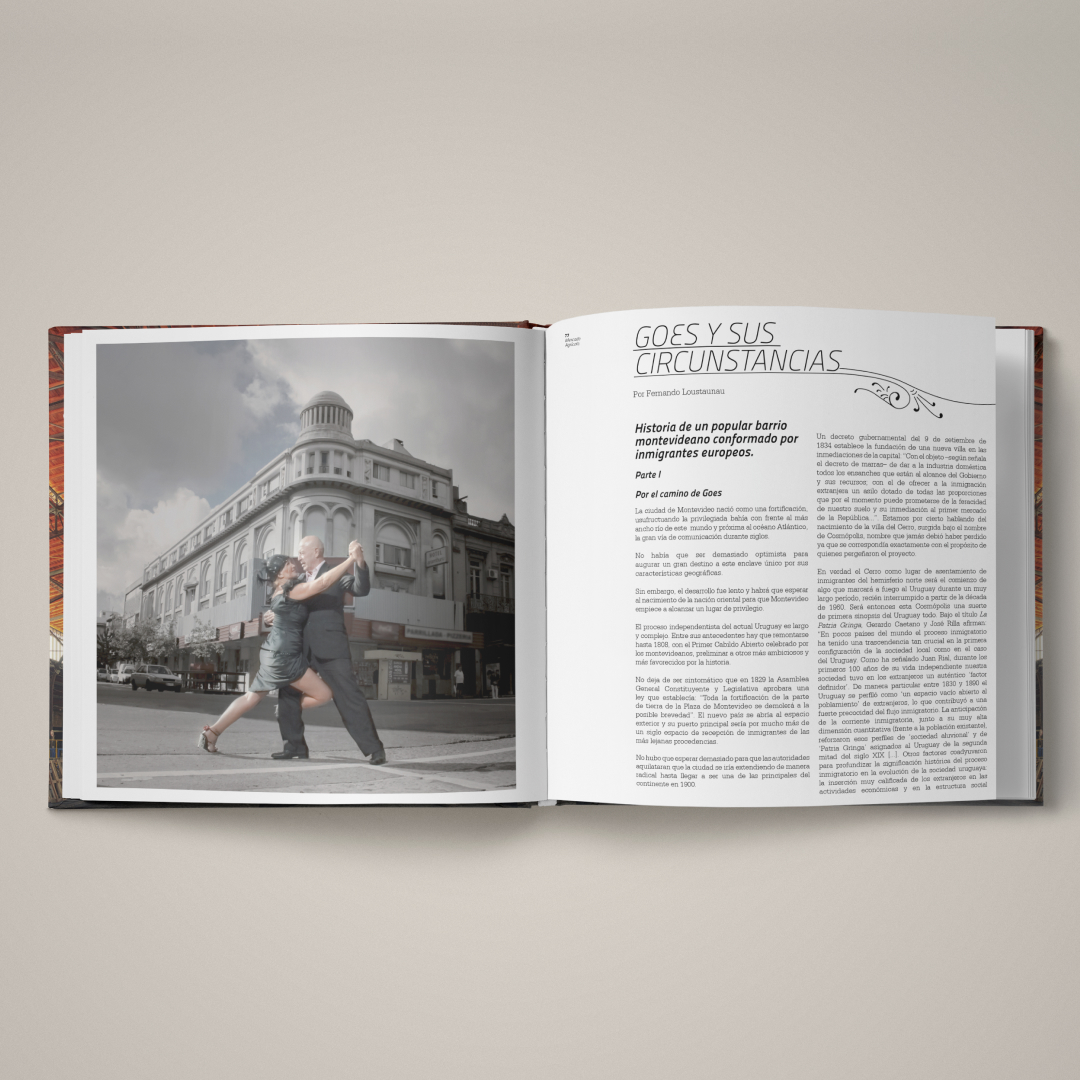 PARRILLADA PIZZERIA
77
Mercado
Agrícola
GOES Y SUS
CIRCUNSTANCIAS
Por Fernando Loustaunau
Historia de un popular barrio
montevideano conformado por
inmigrantes europeos.
Parte I
Por el camino de Goes
La ciudad de Montevideo nació como una fortificación,
usufructuando la privilegiada bahía con frente al más
ancho río de este mundo y próxima al océano Atlántico,
la gran vía de comunicación durante siglos.
No había que ser demasiado optimista para
augurar un gran destino a este enclave único por sus
características geográficas.
Sin embargo, el desarrollo fue lento y habrá que esperar
al nacimiento de la nación oriental para que Montevideo
empiece a alcanzar un lugar de privilegio.
El proceso independentista del actual Uruguay es largo
y complejo. Entre sus antecedentes hay que remontarse
hasta 1808, con el Primer Cabildo Abierto celebrado por
los montevideanos, preliminar a otros más ambiciosos y
más favorecidos por la historia.
No deja de ser sintomático que en 1829 la Asamblea
General Constituyente y Legislativa aprobara una
ley que establecía: "Toda la fortificación de la parte
de tierra de la Plaza de Montevideo se demolerá a la
posible brevedad". El nuevo país se abría al espacio
exterior y su puerto principal sería por mucho más de
un siglo espacio de recepción de inmigrantes de las
más lejanas procedencias.
No hubo que esperar demasiado para que las autoridades
aquilataran que la ciudad se iría extendiendo de manera
radical hasta llegar a ser una de las principales del
continente en 1900.
Un decreto gubernamental del 9 de setiembre de
1834 establece la fundación de una nueva villa en las
inmediaciones de la capital "Con el objeto –según señala
el decreto de marras– de dar a la industria doméstica
todos los ensanches que están al alcance del Gobierno
y sus recursos; con el de ofrecer a la inmigración
extranjera un asilo dotado de todas las proporciones
que por el momento puede prometerse de la feracidad
de nuestro suelo y su inmediación al primer mercado
de la República...". Estamos por cierto hablando del
nacimiento de la villa del Cerro, surgida bajo el nombre
de Cosmópolis, nombre que jamás debió haber perdido
ya que se correspondía exactamente con el propósito de
quienes pergeñaron el proyecto.
En verdad el Cerro como lugar de asentamiento de
inmigrantes del hemisferio norte será el comienzo de
algo que marcará a fuego al Uruguay durante un muy
largo período, recién interrumpido a partir de la década
de 1960. Será entonces esta Cosmópolis una suerte
de primera sinopsis del Uruguay todo. Bajo el título La
Patria Gringa, Gerardo Caetano y José Rilla afirman:
"En pocos países del mundo el proceso inmigratorio
ha tenido una trascendencia tan crucial en la primera
configuración de la sociedad local como en el caso
del Uruguay. Como ha señalado Juan Rial, durante los
primeros 100 años de su vida independiente nuestra
sociedad tuvo en los extranjeros un auténtico 'factor
definidor'. De manera particular entre 1830 y 1890 el
Uruguay se perfiló como 'un espacio vacío abierto al
poblamiento' de extranjeros, lo que contribuyó a una
fuerte precocidad del flujo inmigratorio. La anticipación
de la corriente inmigratoria, junto a su muy alta
dimensión cuantitativa (frente a la población existente),
reforzaron esos perfiles de 'sociedad aluvional' y de
'Patria Gringa' asignados al Uruguay de la segunda
mitad del siglo XIX [...]. Otros factores coadyuvaron
para profundizar la significación histórica del proceso
inmigratorio en la evolución de la sociedad uruguaya:
la inserción muy calificada de los extranjeros en las
actividades económicas y en la estructura social